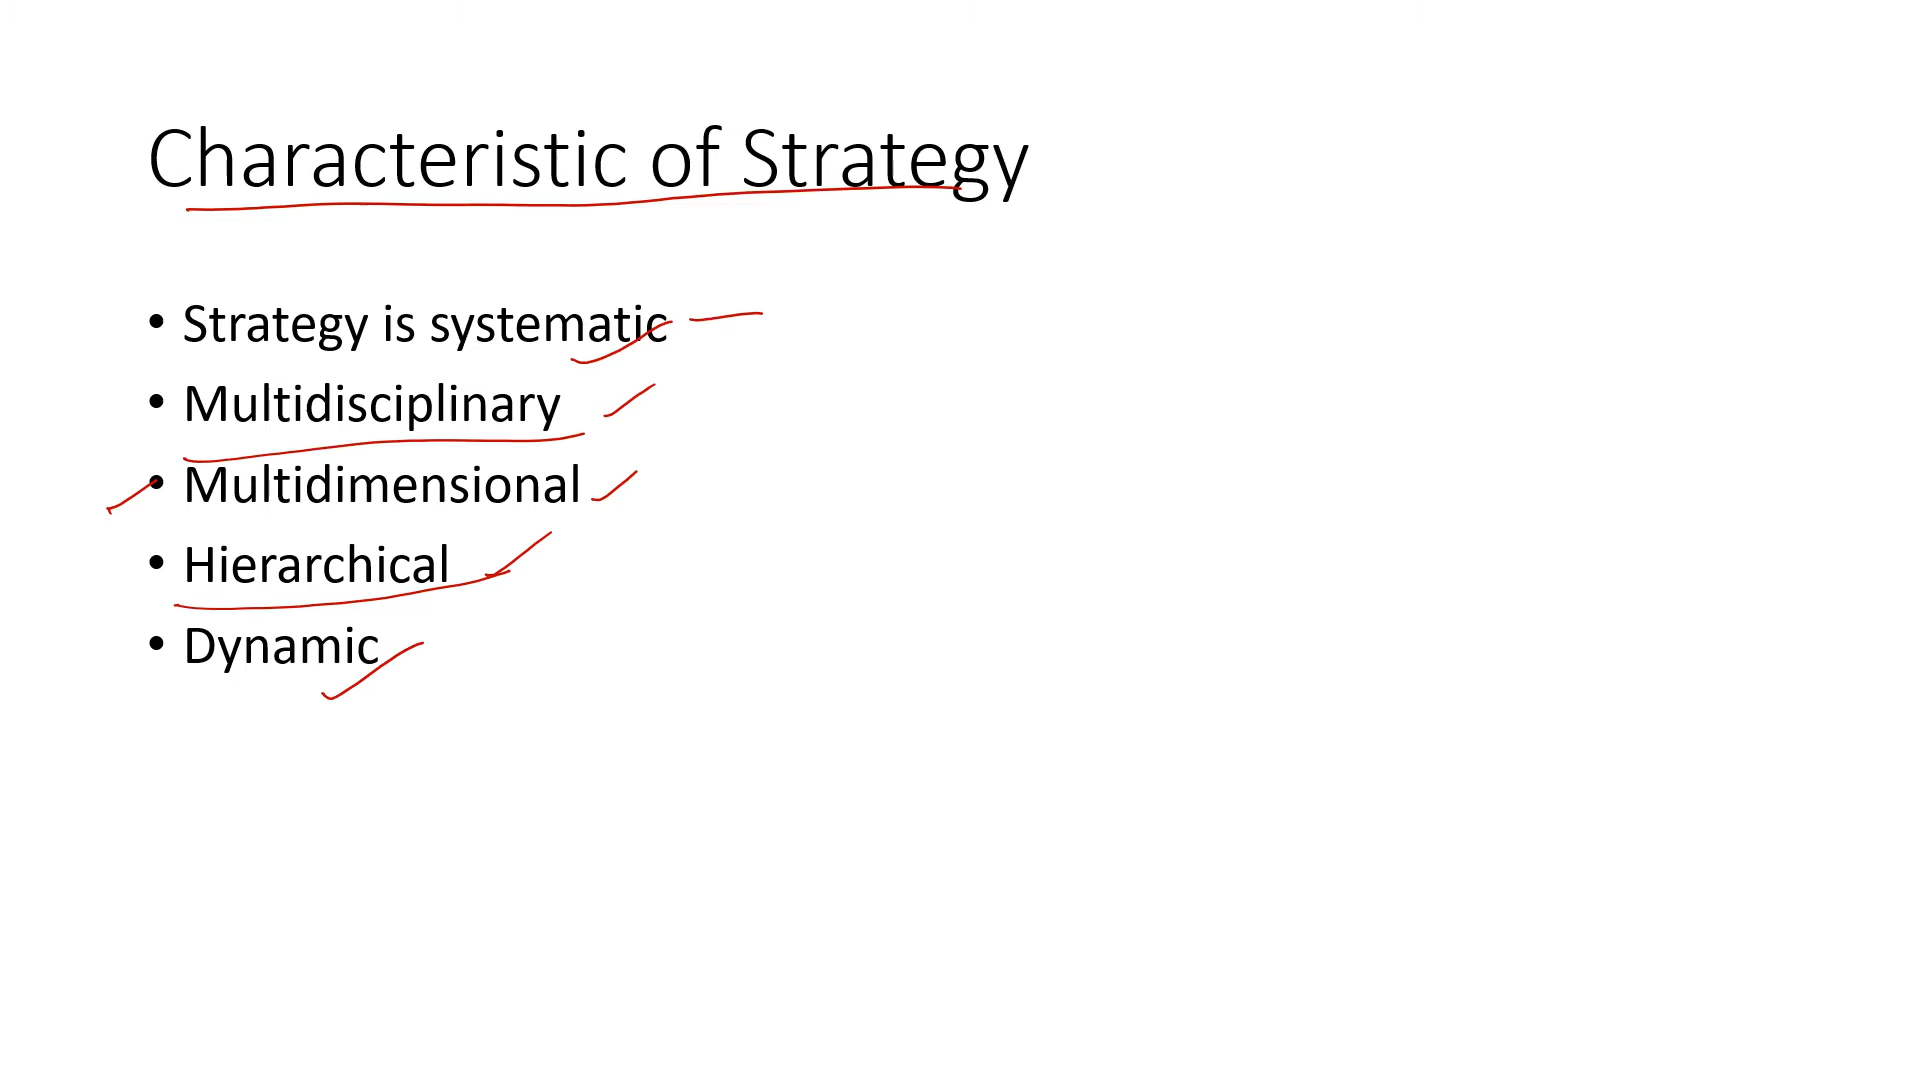 Characteristic of Strategy
• Strategy is systematic
• Multidisciplinary
• Multidimensional
• Hierarchical
• Dynamic